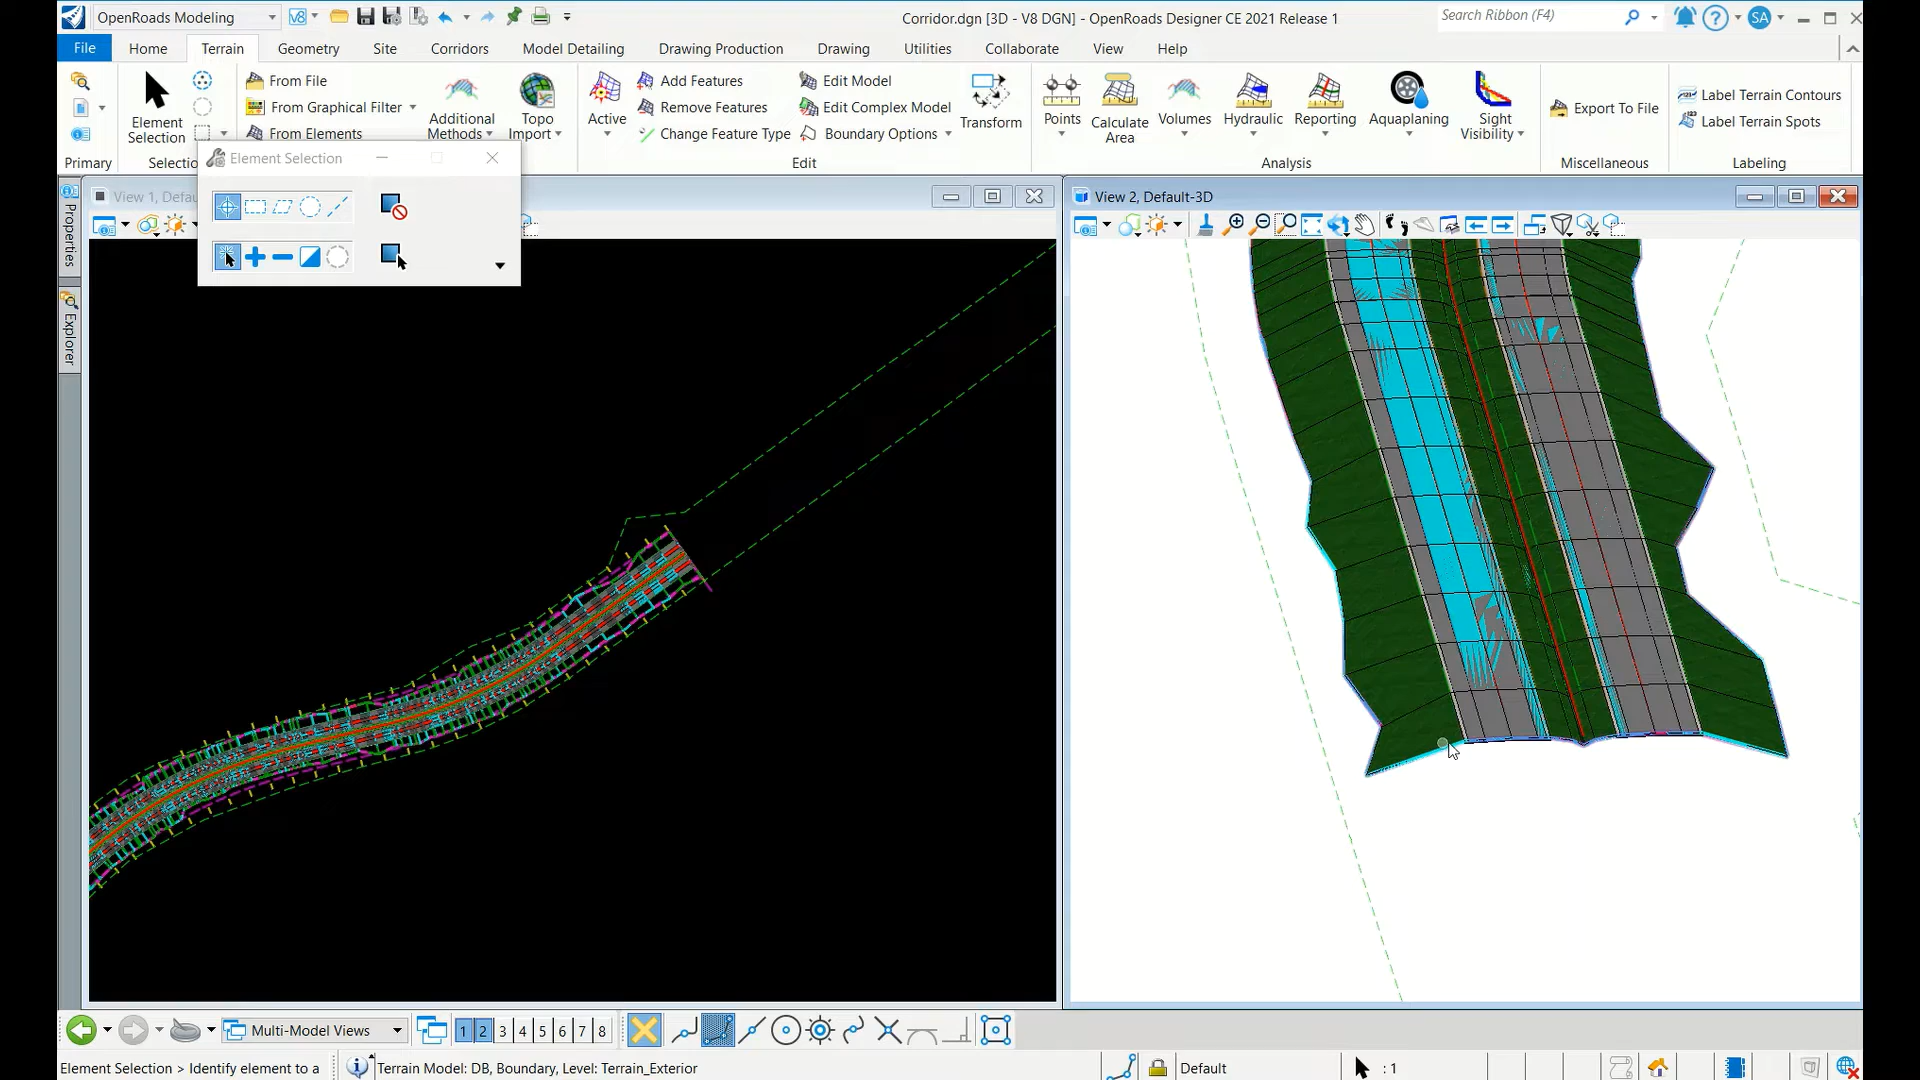 OpenRoads Modeling
Corridor.dgn [3D - V8 DGN] - OpenRoads Designer CE 2021 Release 1
Search Ribbon (F4)
SA
File
Home
Terrain
Geometry
Site
Corridors
Model Detailing
Drawing Production
Drawing
Utilities
Collaborate
View
Help
Element
Selection
From File
From Graphical Filter
From Elements
Additional
Methods
Topo
Import
Active
Add Features
Remove Features
Change Feature Type
Edit Model
Edit Complex Model
Boundary Options
Transform
Points
Calculate
Area
Volumes
Hydraulic
Reporting
Aquaplaning
Sight
Visibility
Export To File
Label Terrain Contours
Label Terrain Spots
Primary
Selectio
Edit
Analysis
Miscellaneous
Labeling
Element Selection
Properties
Explorer
View 1, Defau
View 2, Default-3D
Multi-Model Views
1 2 3 4 5 6 7 8
Element Selection > Identify element to a
Terrain Model: DB, Boundary, Level: Terrain_Exterior
Default
: 1